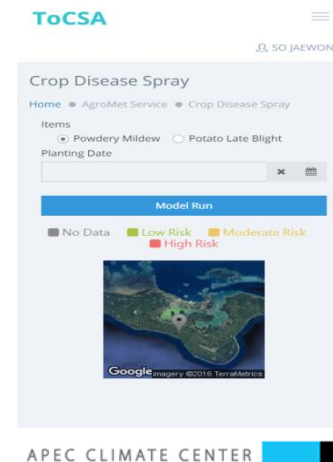 ToCSA
SO JAEWON
Crop Disease Spray
Home AgroMet Service Crop Disease Spray
Items
Powdery Mildew Potato Late Blight
Planting Date
Model Run
No Data Low Risk Moderate Risk
High Risk
Google Imagery ©2016 TerraMetrics
APEC CLIMATE CENTER